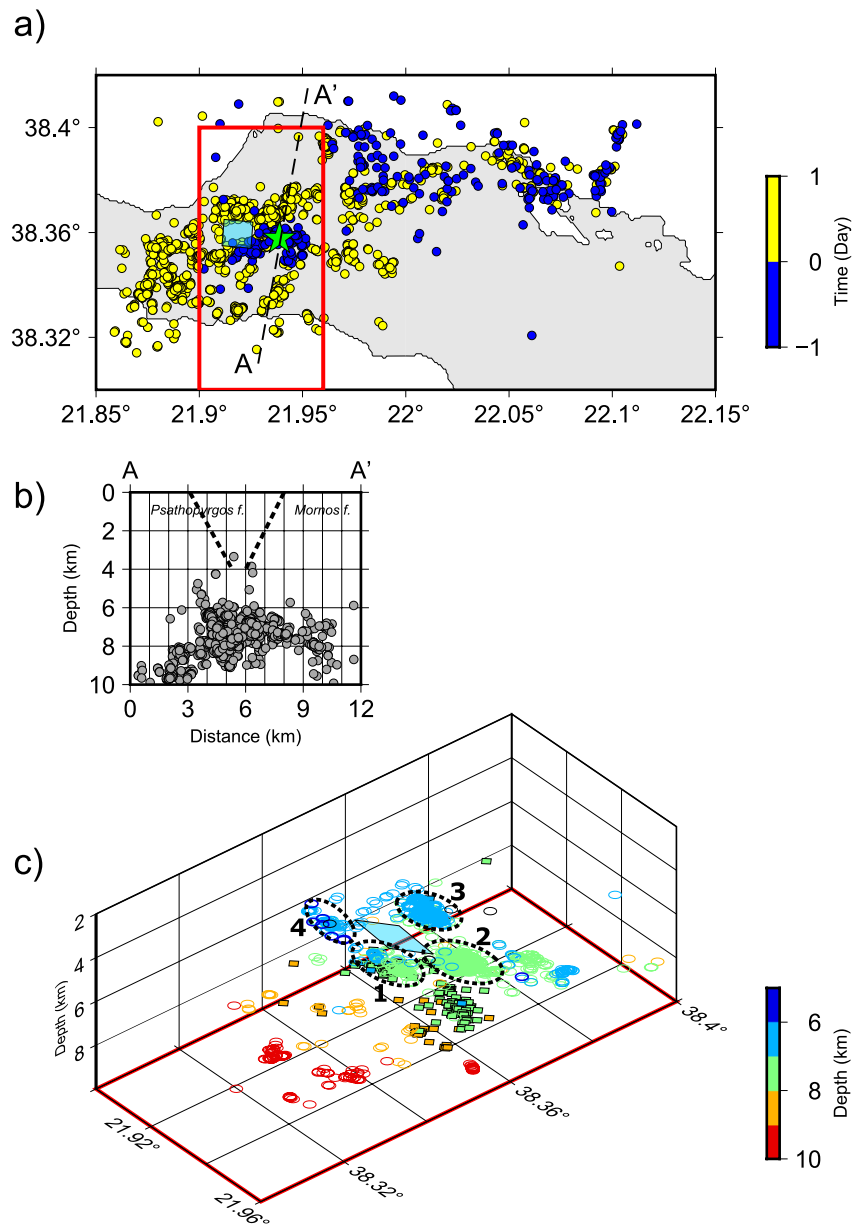 a)
A'
A
38.4°
38.36°
38.32°
21.85° 21.9° 21.95° 22° 22.05° 22.1° 22.15°
1
0
−1
Time (Day)
b)
A A'
Psathopyrgos f. Mornos f.
0
2
4
6
8
10
Depth (km)
0 3 6 9 12
Distance (km)
c)
3
4
2
1
2
4
6
8
Depth (km)
21.92°
21.96°
38.32°
38.36°
38.4°
6
8
10
Depth (km)